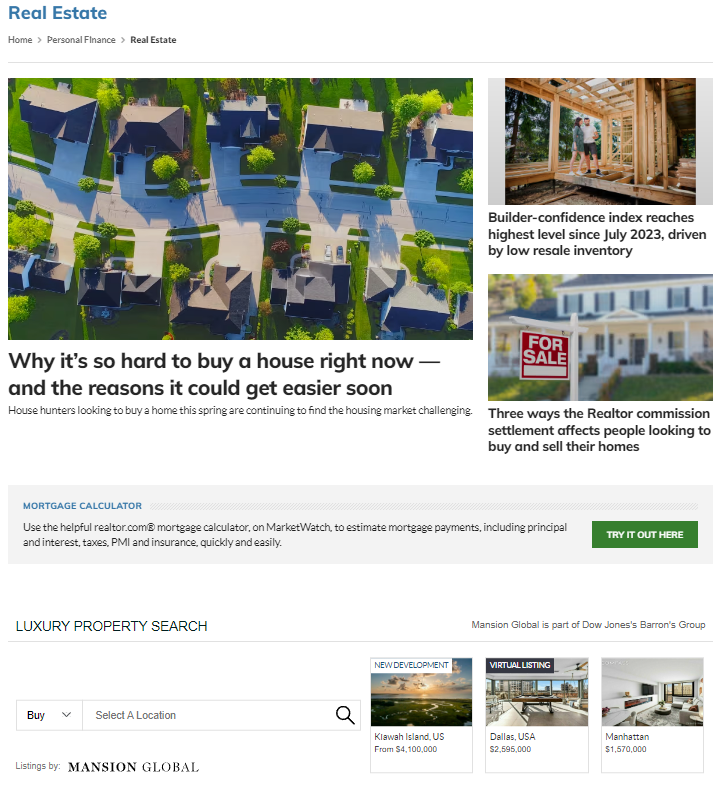 Real Estate
Home > Personal FInance > Real Estate
Why it's so hard to buy a house right now —
and the reasons it could get easier soon
House hunters looking to buy a home this spring are continuing to find the housing market challenging.
Builder-confidence index reaches
highest level since July 2023, driven
by low resale inventory
FOR
SALE
Three ways the Realtor commission
settlement affects people looking to
buy and sell their homes
MORTGAGE CALCULATOR
Use the helpful realtor.com® mortgage calculator, on MarketWatch, to estimate mortgage payments, including principal
and interest, taxes, PMI and insurance, quickly and easily.
TRY IT OUT HERE
LUXURY PROPERTY SEARCH
Mansion Global is part of Dow Jones's Barron's Group
Buy
Select A Location
Listings by: MANSION GLOBAL
NEW DEVELOPMENT
Kiawah Island, US
From $4,100,000
VIRTUAL LISTING
Dallas, USA
$2,595,000
Manhattan
$1,570,000